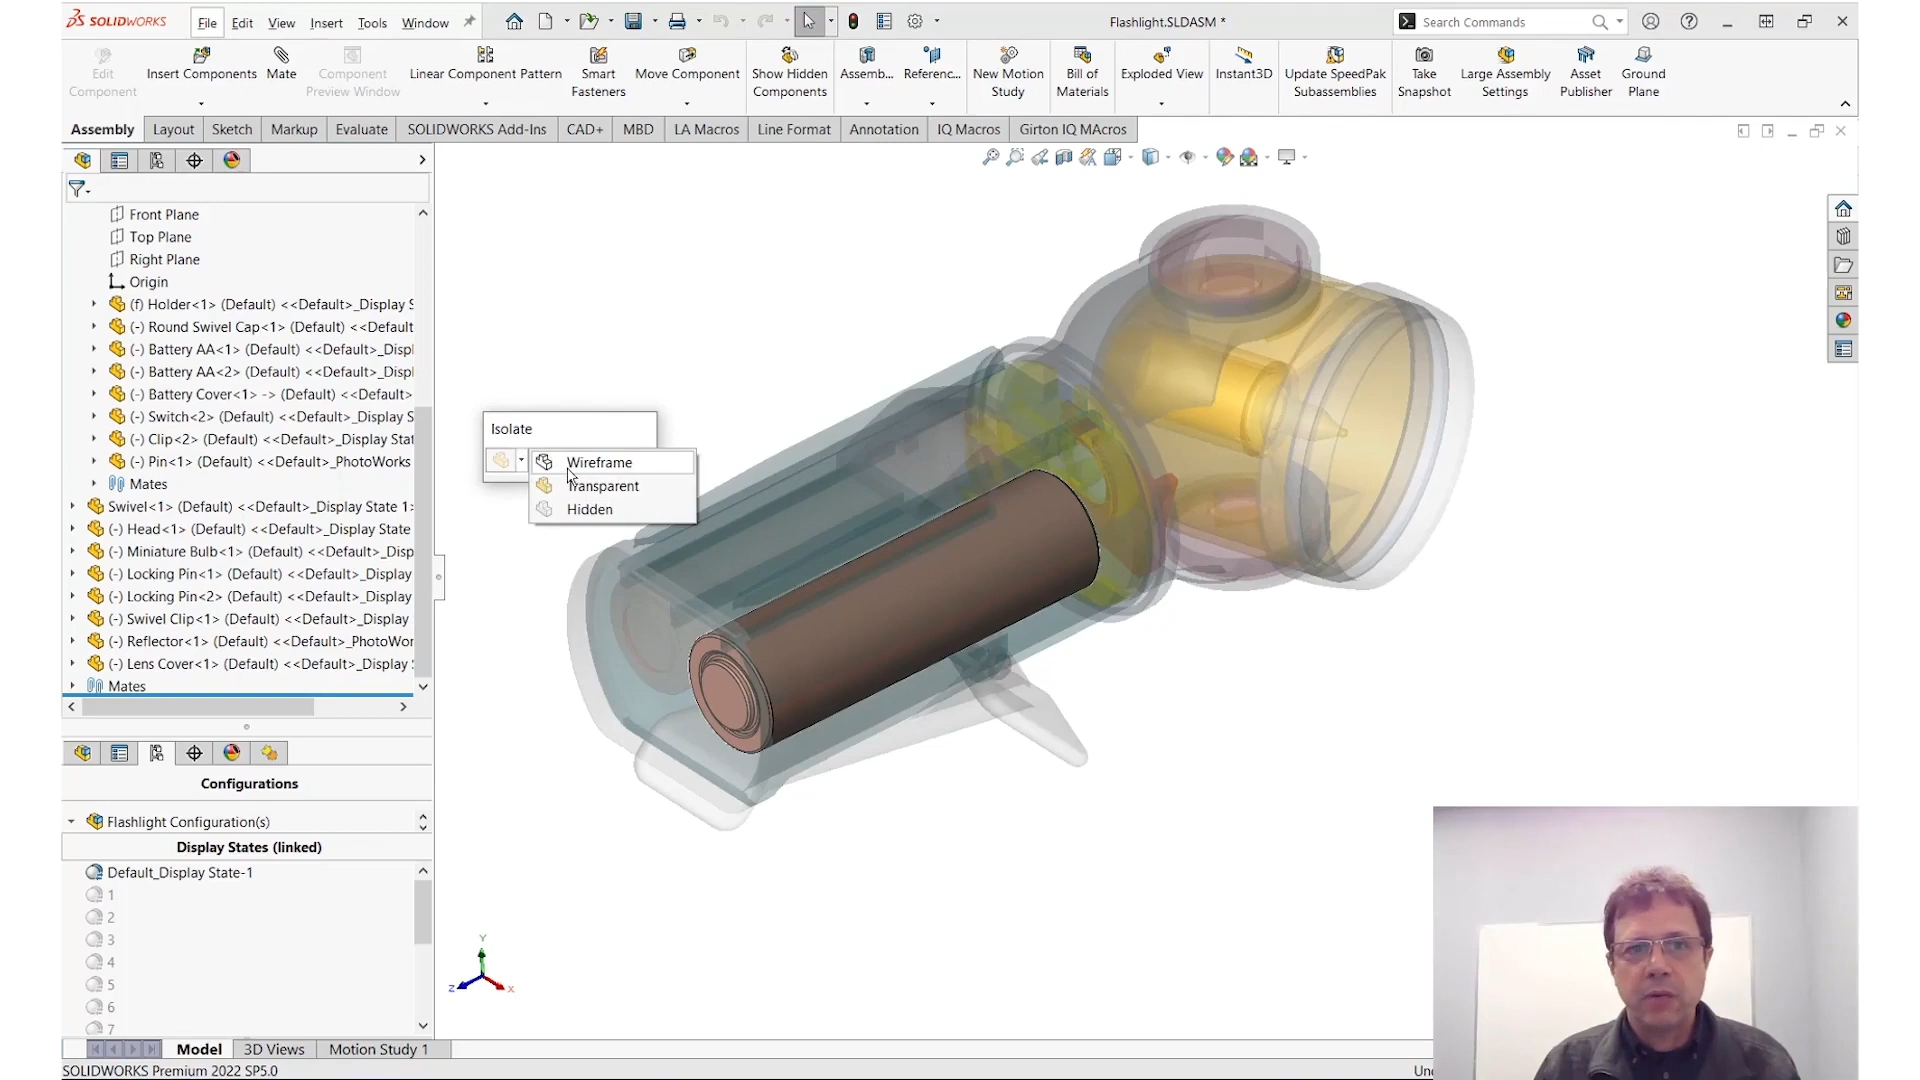 SOLIDWORKS File Edit View Insert Tools Window Flashlight.SLDASM * Search Commands
Edit Component
Insert Components
Mate
Component Preview Window
Linear Component Pattern
Smart Fasteners
Move Component
Show Hidden Components
Assemb...
Referenc...
New Motion Study
Bill of Materials
Exploded View
Instant3D
Update SpeedPak Subassemblies
Take Snapshot
Large Assembly Settings
Asset Publisher
Ground Plane
Assembly Layout Sketch Markup Evaluate SOLIDWORKS Add-Ins CAD+ MBD LA Macros Line Format Annotation IQ Macros Girton IQ MAcros
Front Plane
Top Plane
Right Plane
Origin
(f) Holder<1> (Default) <<Default>_Display S
(-) Round Swivel Cap<1> (Default) <<Default
(-) Battery AA<1> (Default) <<Default>_Displ
(-) Battery AA<2> (Default) <<Default>_Displ
(-) Battery Cover<1> -> (Default) <<Default>
(-) Switch<2> (Default) <<Default>_Display S
(-) Clip<2> (Default) <<Default>_Display Stat
(-) Pin<1> (Default) <<Default>_PhotoWorks
Mates
Swivel<1> (Default) <<Default>_Display State 1>
(-) Head<1> (Default) <<Default>_Display State
(-) Miniature Bulb<1> (Default) <<Default>_Disp
(-) Locking Pin<1> (Default) <<Default>_Display
(-) Locking Pin<2> (Default) <<Default>_Display
(-) Swivel Clip<1> (Default) <<Default>_Display
(-) Reflector<1> (Default) <<Default>_PhotoWor
(-) Lens Cover<1> (Default) <<Default>_Display
Mates
Isolate
Wireframe
Transparent
Hidden
Configurations
Flashlight Configuration(s)
Display States (linked)
Default_Display State-1
1
2
3
4
5
6
7
Y
Z
X
Model 3D Views Motion Study 1
SOLIDWORKS Premium 2022 SP5.0
Und